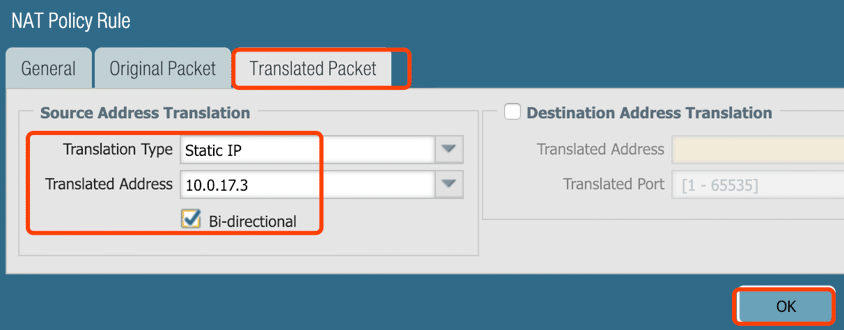 NAT Policy Rule
General
Original Packet
Translated Packet
Source Address Translation
Translation Type
Static IP
Translated Address
10.0.17.3
Bi-directional
Destination Address Translation
Translated Address
Translated Port
[1 - 65535]
OK